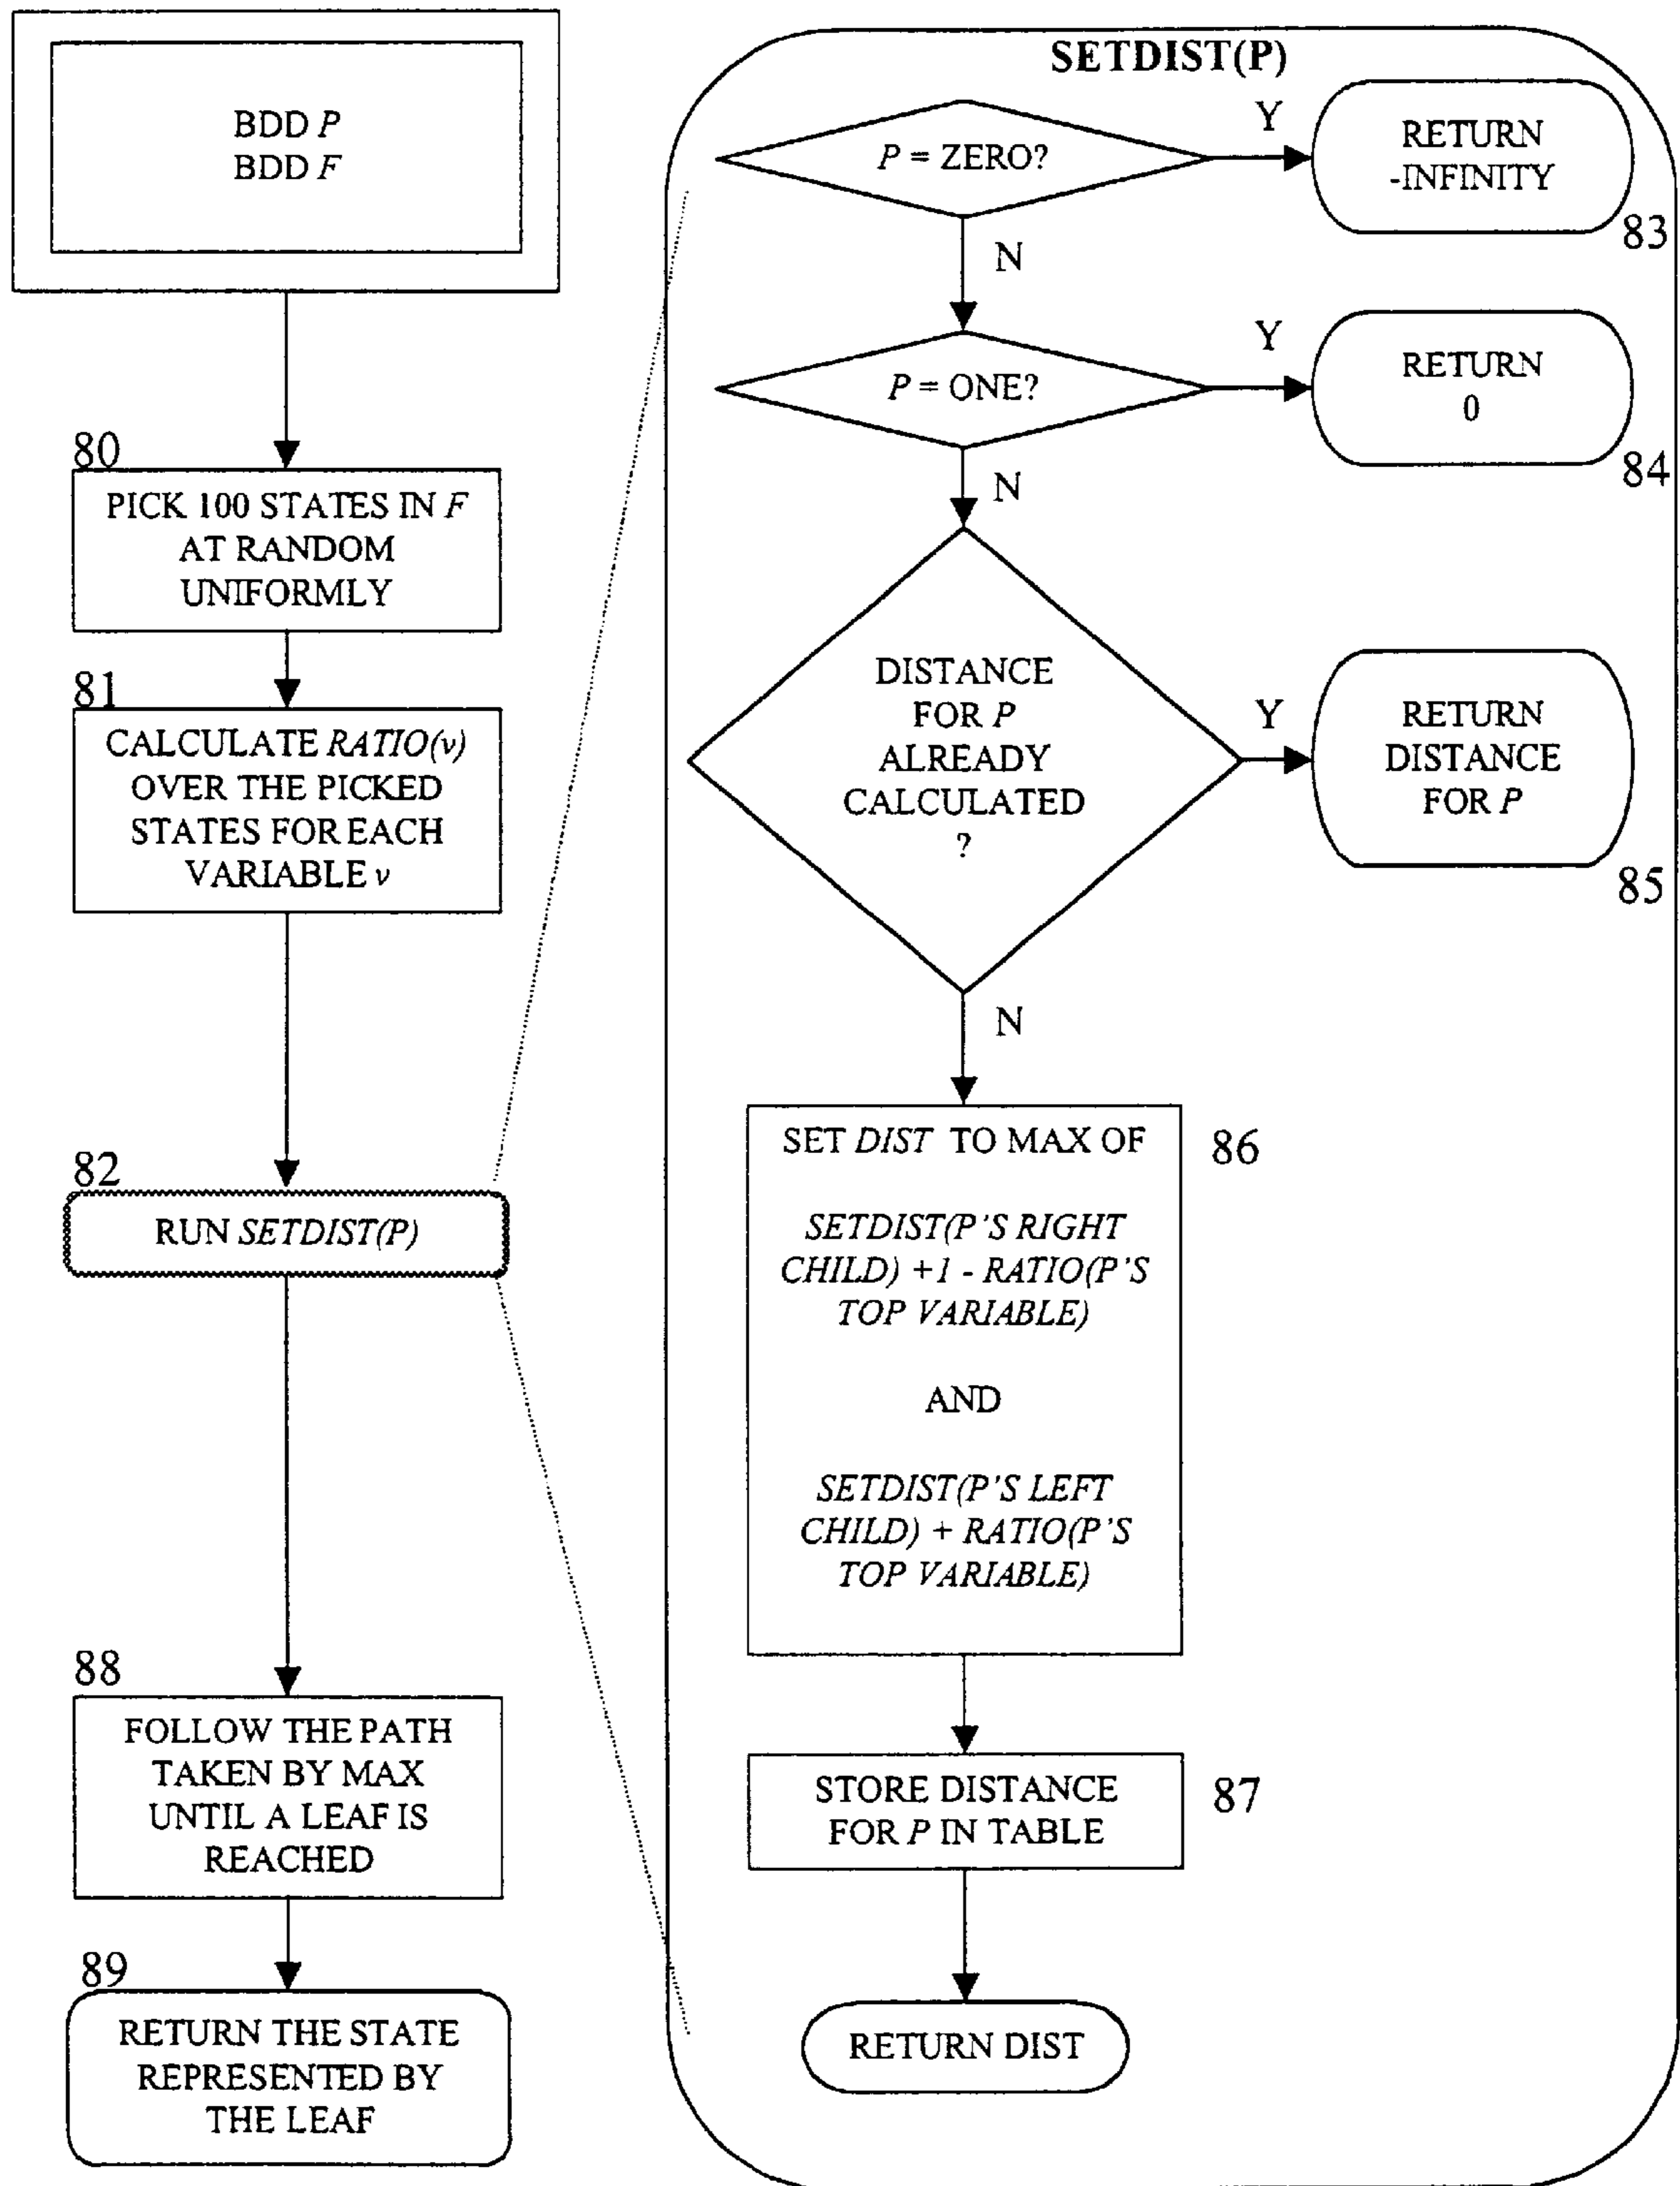 BDD P
BDD F
80
PICK 100 STATES IN F
AT RANDOM
UNIFORMLY
81
CALCULATE RATIO(v)
OVER THE PICKED
STATES FOR EACH
VARIABLE v
82
RUN SETDIST(P)
88
FOLLOW THE PATH
TAKEN BY MAX
UNTIL A LEAF IS
REACHED
89
RETURN THE STATE
REPRESENTED BY
THE LEAF
SETDIST(P)
P = ZERO?
Y
RETURN
-INFINITY
83
N
P = ONE?
Y
RETURN
0
84
N
DISTANCE
FOR P
ALREADY
CALCULATED
?
Y
RETURN
DISTANCE
FOR P
85
N
SET DIST TO MAX OF
86
SETDIST(P'S RIGHT
CHILD) +1 - RATIO(P'S
TOP VARIABLE)
AND
SETDIST(P'S LEFT
CHILD) + RATIO(P'S
TOP VARIABLE)
STORE DISTANCE
FOR P IN TABLE
87
RETURN DIST